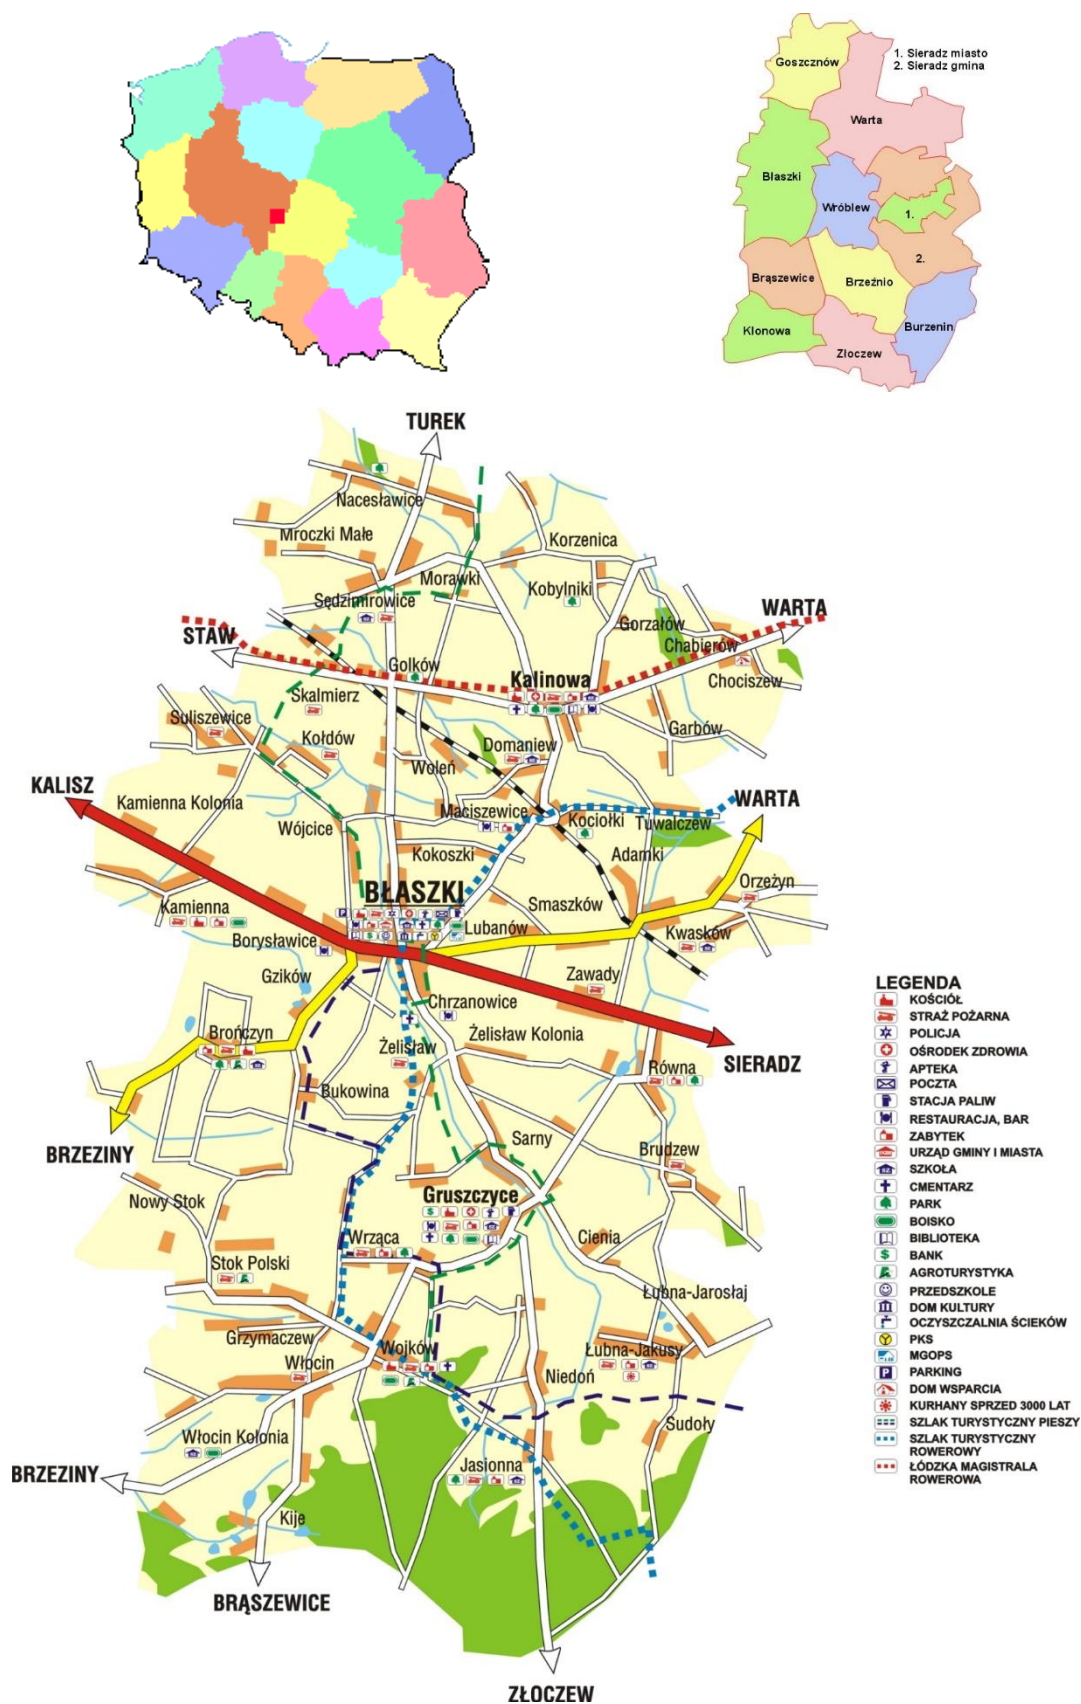 1. Sieradz miasto
2. Sieradz gmina
Goszcznów
Warta
Błaszki
Wróblew
1.
2.
Brąszewice
Brzeźnio
Burzenin
Klonowa
Złoczew
TUREK
Nacesławice
Mroczki Małe
Korzenica
Morawki
Kobylniki
Sędzimirowice
WARTA
Gorzałów
STAW
Chabierów
Golków
Kalinowa
Chociszew
Skalmierz
Suliszewice
Garbów
Kołdów
Domaniew
Woleń
KALISZ
Kamienna Kolonia
WARTA
Maciszewice
Kociołki
Tuwalczew
Wójcice
Kokoszki
Adamki
BŁASZKI
Orzeżyn
Smaszków
Kamienna
Lubanów
Borysławice
Kwasków
Gzików
Zawady
Chrzanowice
Brończyn
Żelisław Kolonia
Żelisław
SIERADZ
Równa
Bukowina
Sarny
Brudzew
BRZEZINY
Gruszczyce
Nowy Stok
Wrząca
Cienia
Stok Polski
Łubna-Jarosłaj
Grzymaczew
Wojków
Łubna-Jakusy
Włocin
Niedoń
Sudoły
Włocin Kolonia
BRZEZINY
Jasionna
Kije
BRĄSZEWICE
ZŁOCZEW
LEGENDA
KOŚCIÓŁ
STRAŻ POŻARNA
POLICJA
OŚRODEK ZDROWIA
APTEKA
POCZTA
STACJA PALIW
RESTAURACJA, BAR
ZABYTEK
URZĄD GMINY I MIASTA
SZKOŁA
CMENTARZ
PARK
BOISKO
BIBLIOTEKA
BANK
AGROTURYSTYKA
PRZEDSZKOLE
DOM KULTURY
OCZYSZCZALNIA ŚCIEKÓW
PKS
MGOPS
PARKING
DOM WSPARCIA
KURHANY SPRZED 3000 LAT
SZLAK TURYSTYCZNY PIESZY
SZLAK TURYSTYCZNY
ROWEROWY
ŁÓDZKA MAGISTRALA
ROWEROWA